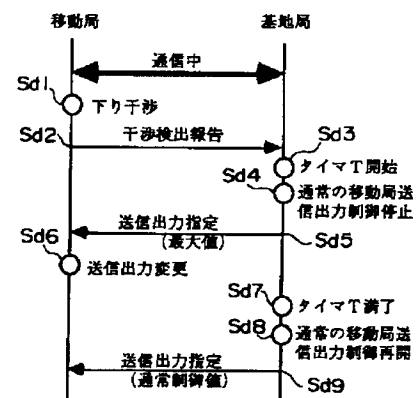 移動局
基地局
通信中
Sd1
下り干渉
Sd2
干渉検出報告
Sd3
タイマT開始
Sd4
通常の移動局送
信出力制御停止
送信出力指定
(最大値)
Sd5
Sd6
送信出力変更
Sd7
タイマT満了
Sd8
通常の移動局送
信出力制御再開
送信出力指定
(通常制御値)
Sd9